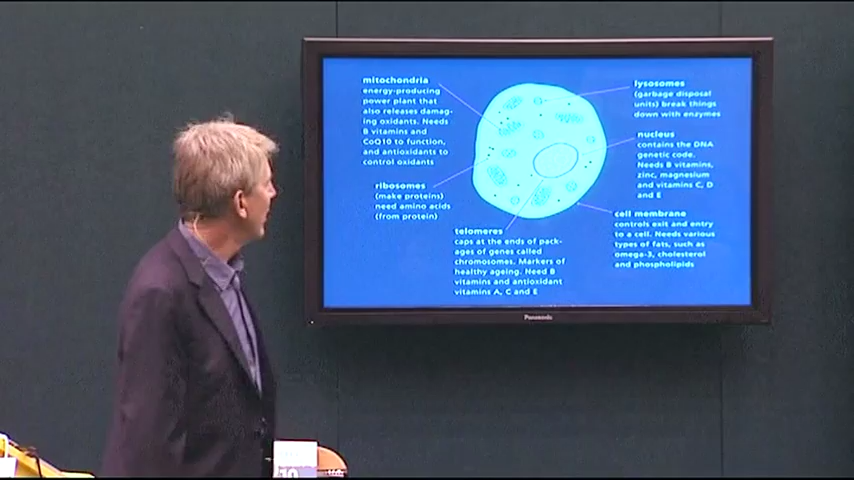 mitochondria
energy-producing
power plant that
also releases damag-
ing oxidants. Needs
B vitamins and
CoQ10 to function,
and antioxidants to
control oxidants
ribosomes
(make proteins)
need amino acids
(from protein)
telomeres
caps at the ends of pack-
ages of genes called
chromosomes. Markers of
healthy ageing. Need B
vitamins and antioxidant
vitamins A, C and E
lysosomes
(garbage disposal
units) break things
down with enzymes
nucleus
contains the DNA
genetic code.
Needs B vitamins,
zinc, magnesium
and vitamins C, D
and E
cell membrane
controls exit and entry
to a cell. Needs various
types of fats, such as
omega-3, cholesterol
and phospholipids
Panasonic
10